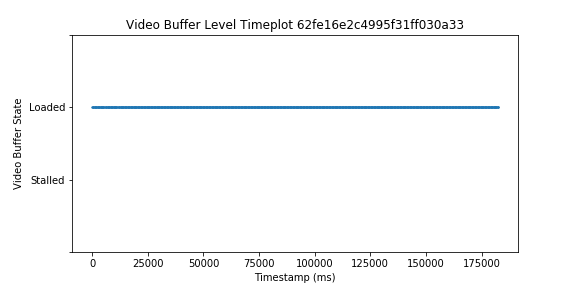 Video Buffer Level Timeplot 62fe16e2c4995f31ff030a33
Video Buffer State
Loaded
Stalled
0 25000 50000 75000 100000 125000 150000 175000
Timestamp (ms)